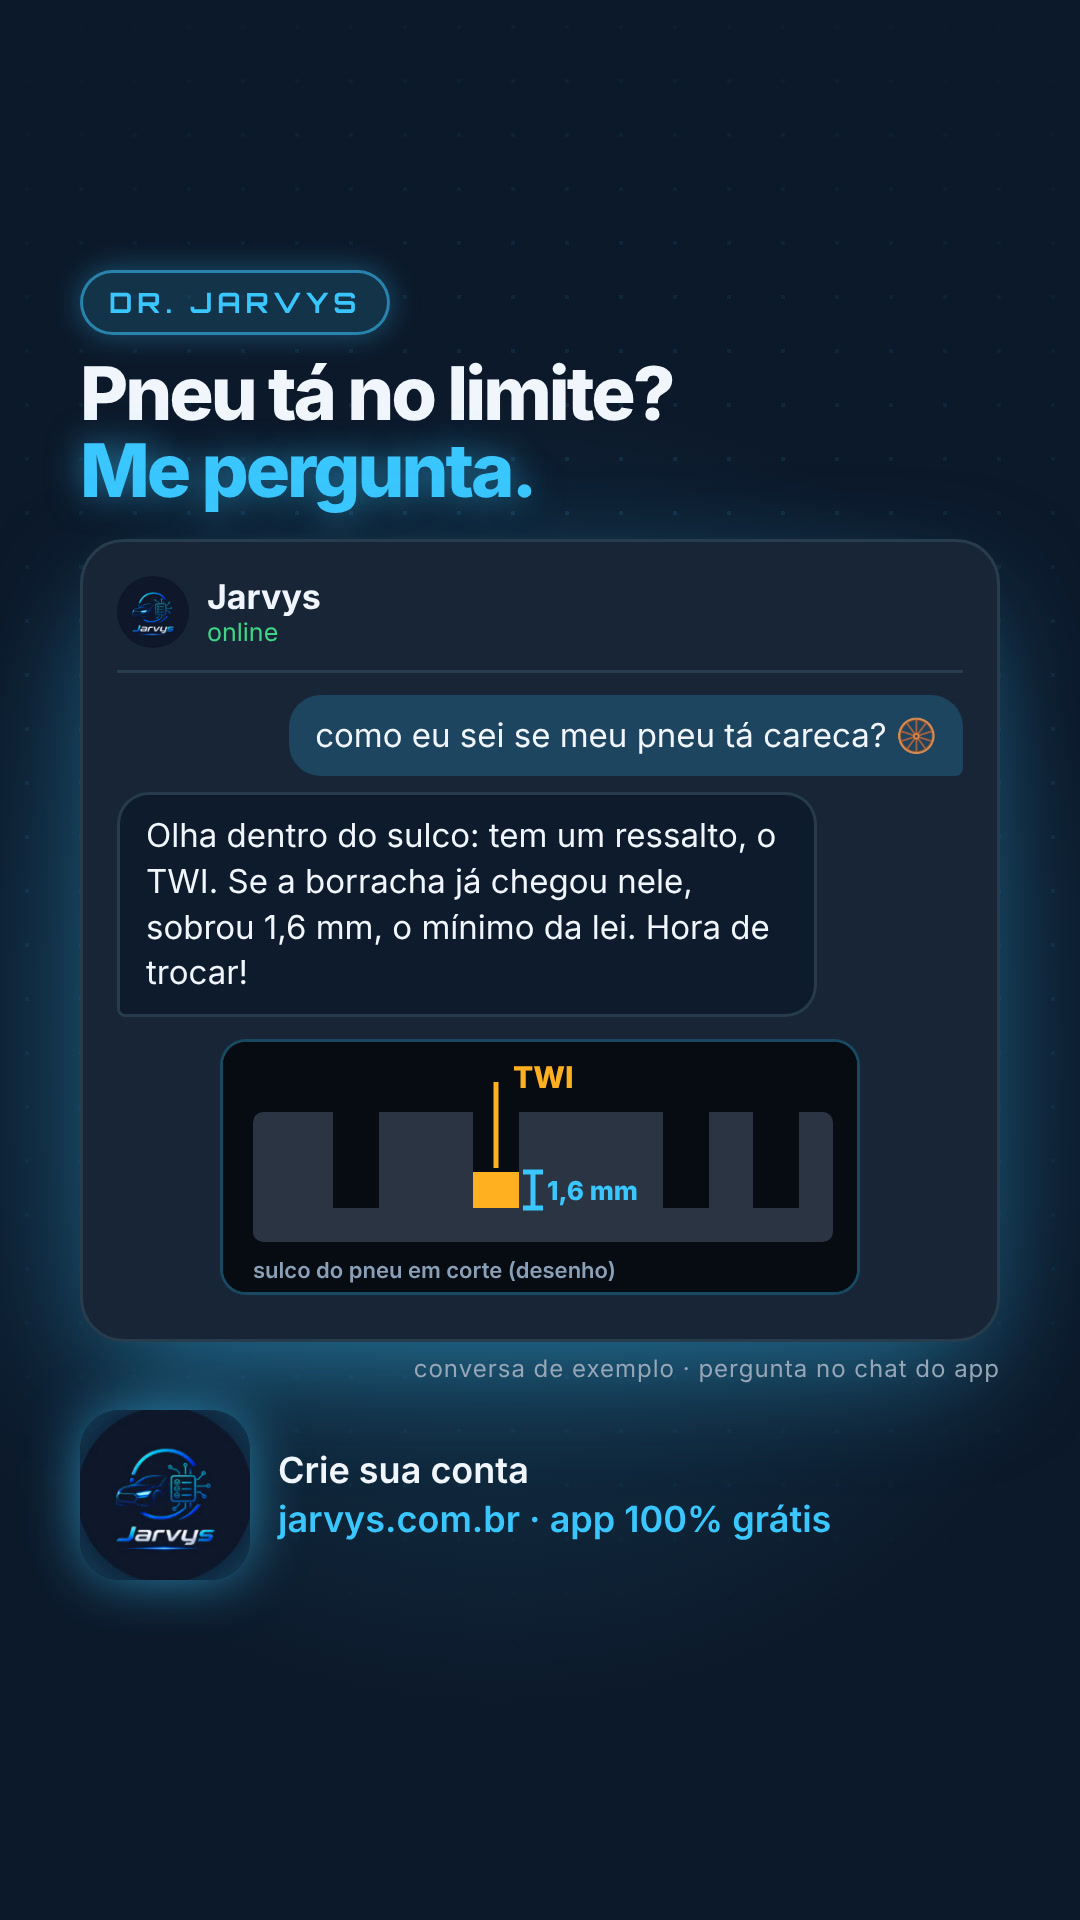 DR. JARVYS
Pneu tá no limite?
Me pergunta.
Jarvys
Jarvys
online
como eu sei se meu pneu tá careca?
Olha dentro do sulco: tem um ressalto, o
TWI. Se a borracha já chegou nele,
sobrou 1,6 mm, o mínimo da lei. Hora de
trocar!
TWI
1,6 mm
sulco do pneu em corte (desenho)
conversa de exemplo · pergunta no chat do app
Jarvys
Crie sua conta
jarvys.com.br · app 100% grátis